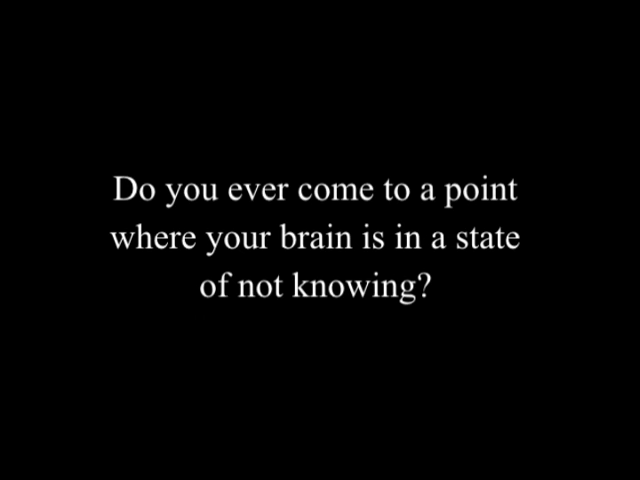 Do you ever come to a point
where your brain is in a state
of not knowing?